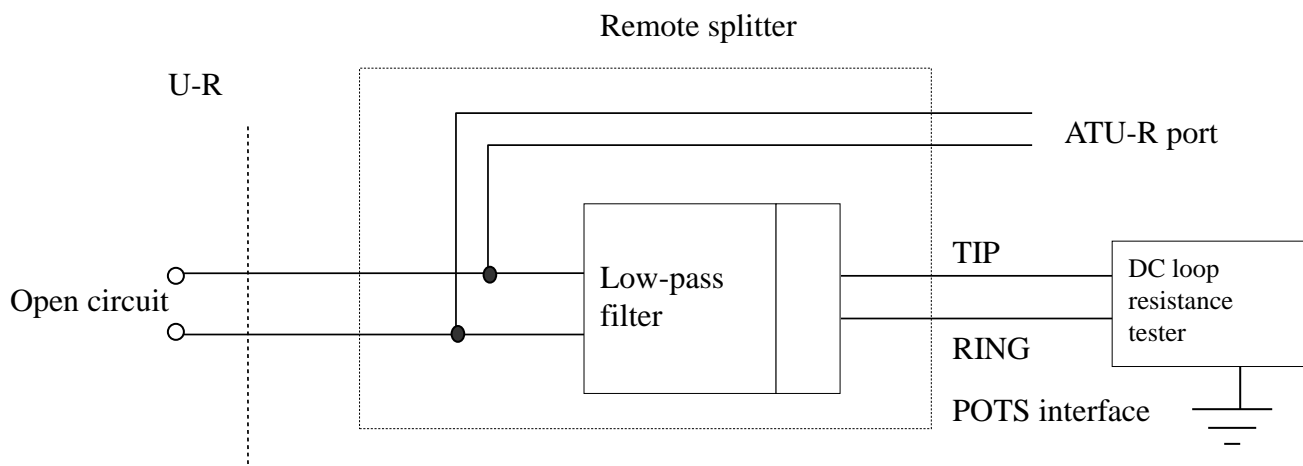 Remote splitter
U-R
ATU-R port
TIP
Low-pass
filter
DC loop
resistance
tester
Open circuit
RING
POTS interface